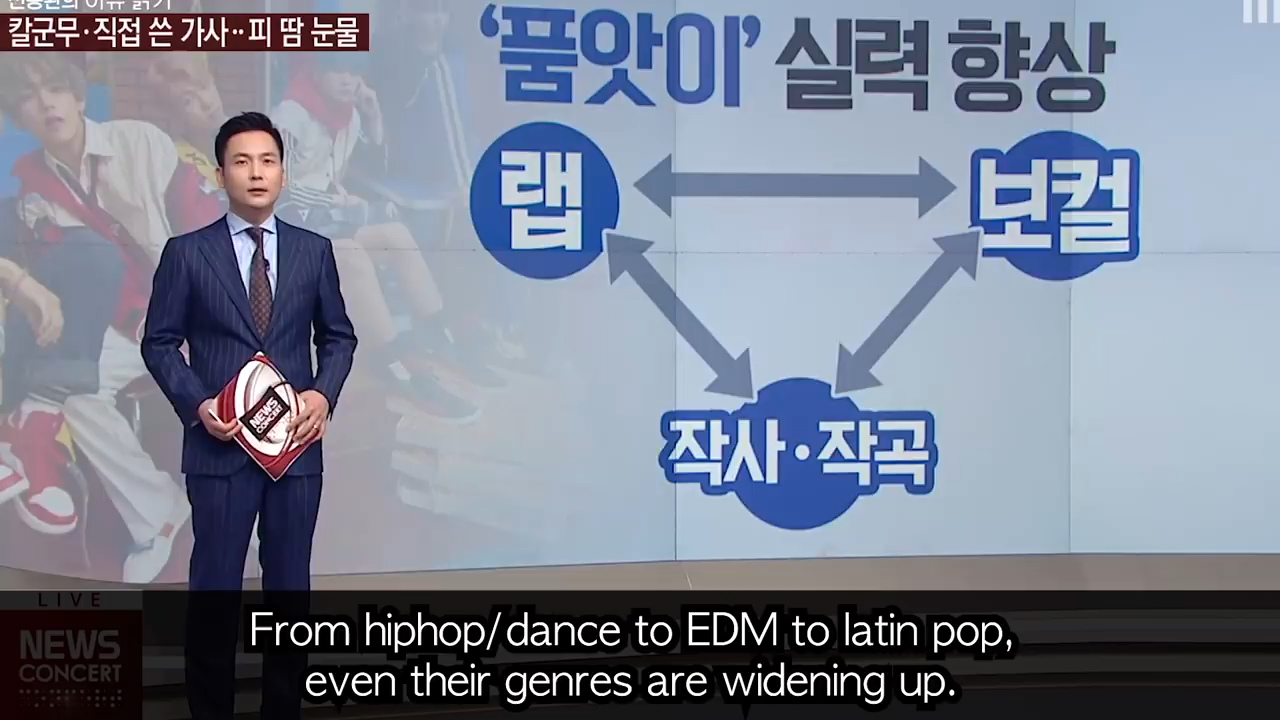 칼군무·직접 쓴 가사··피 땀 눈물
'품앗이' 실력 향상
랩
보컬
작사·작곡
NEWS
CONCERT
LIVE
NEWS
CONCERT
From hiphop/dance to EDM to latin pop,
even their genres are widening up.